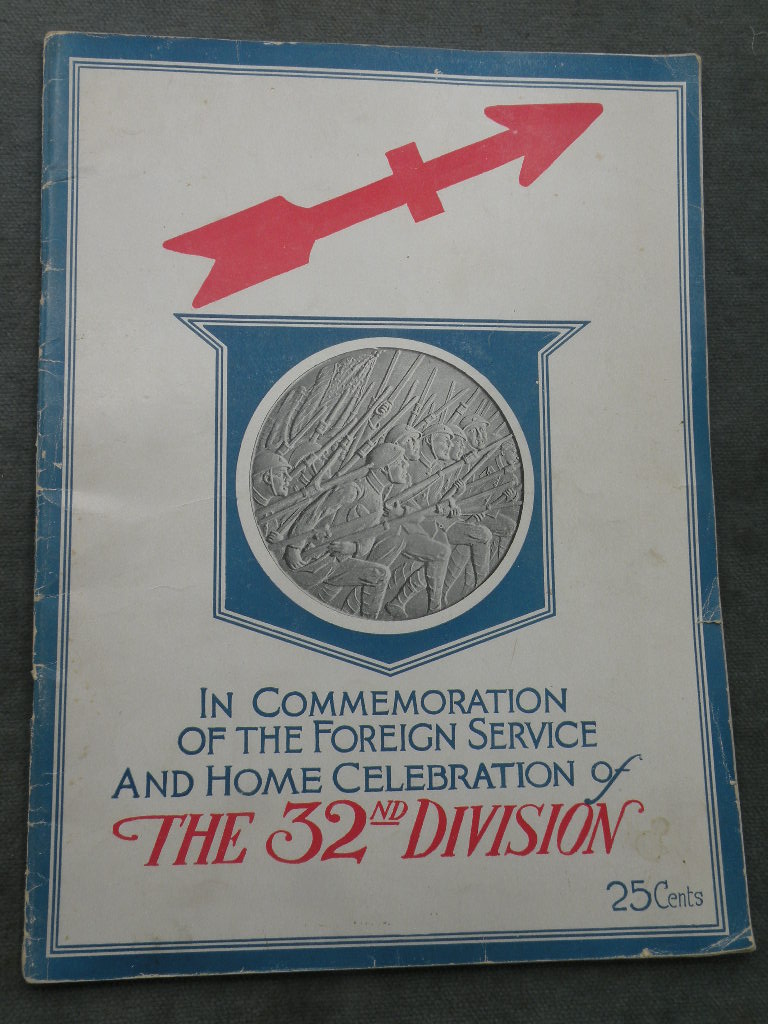 IN COMMEMORATION
OF THE FOREIGN SERVICE
AND HOME CELEBRATION of
THE 32ND DIVISION
25 Cents